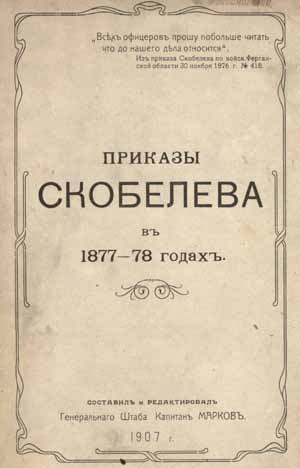 „Всѣхъ офицеровъ прошу побольше читать
что до нашего дѣла относится".
Изъ приказа Скобелева по войск. Ферган-
ской области 30 ноября 1876 г. № 418.
ПРИКАЗЫ
СКОБЕЛЕВА
въ
1877—78 годахъ.
СОСТАВИЛЪ и РЕДАКТИРОВАЛЪ
Генеральнаго Штаба Капитанъ МАРКОВЪ.
1907 г.